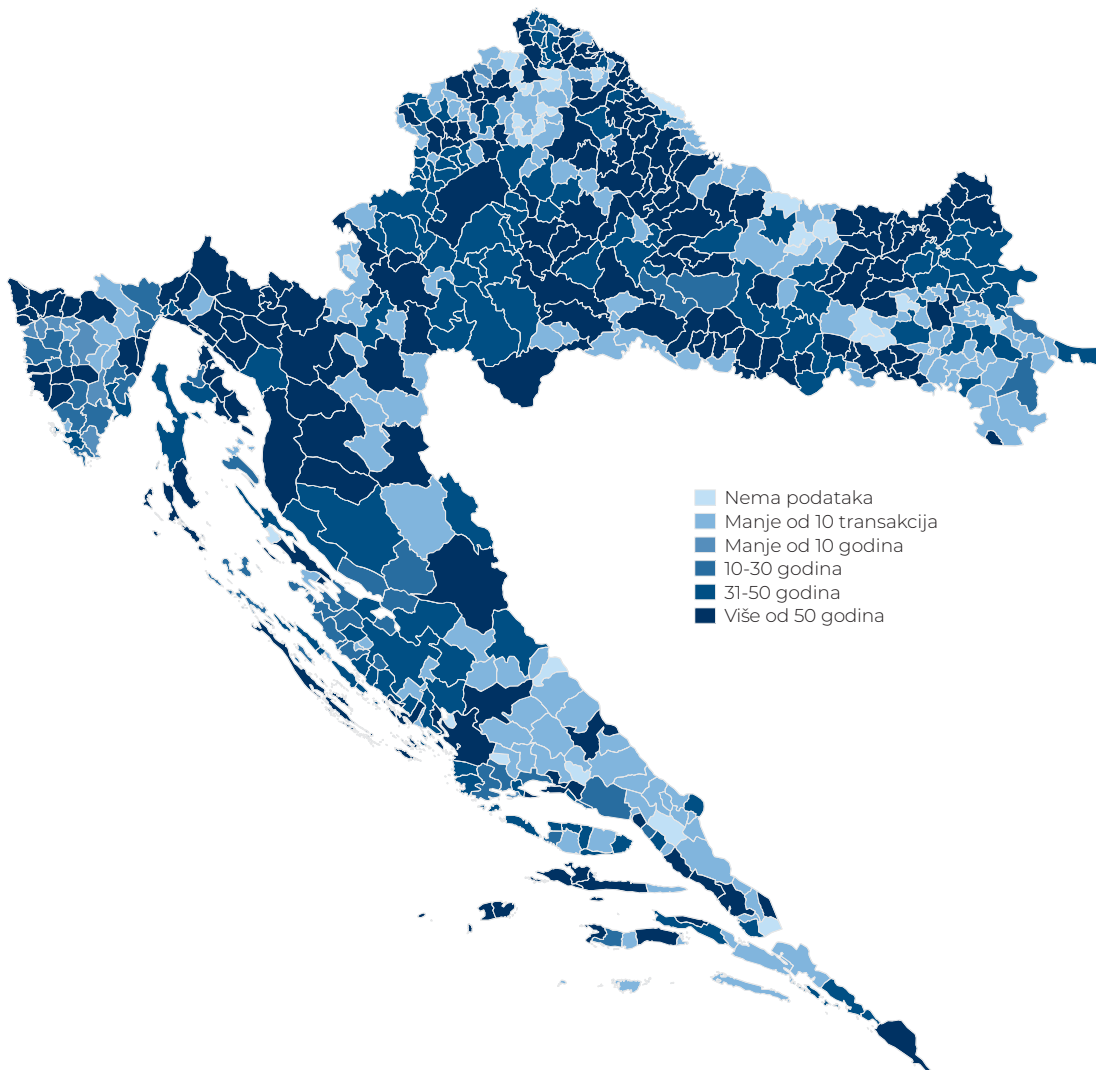 Nema podataka
Manje od 10 transakcija
Manje od 10 godina
10-30 godina
31-50 godina
Više od 50 godina